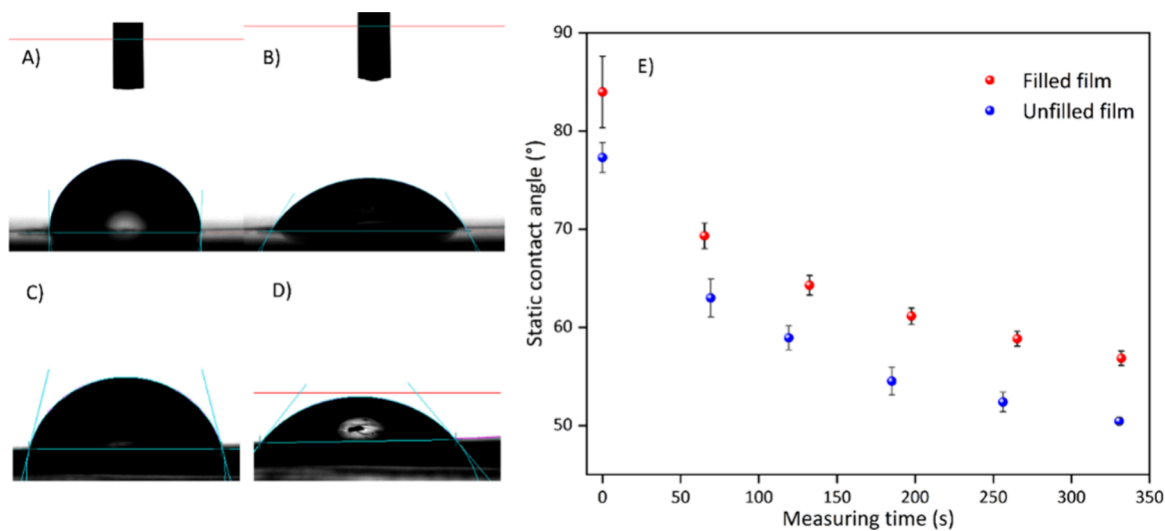 A)
B)
C)
D)
E)
Filled film
Unfilled film
Static contact angle (°)
90
80
70
60
50
0 50 100 150 200 250 300 350
Measuring time (s)